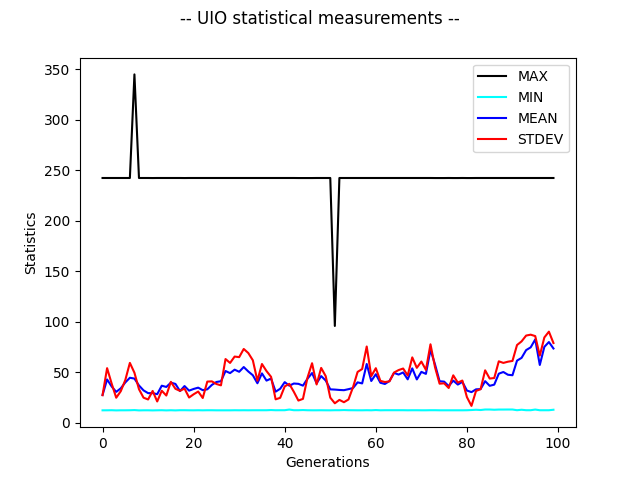 -- UIO statistical measurements --
350
300
250
200
150
100
50
0
Statistics
MAX
MIN
MEAN
STDEV
0 20 40 60 80 100
Generations